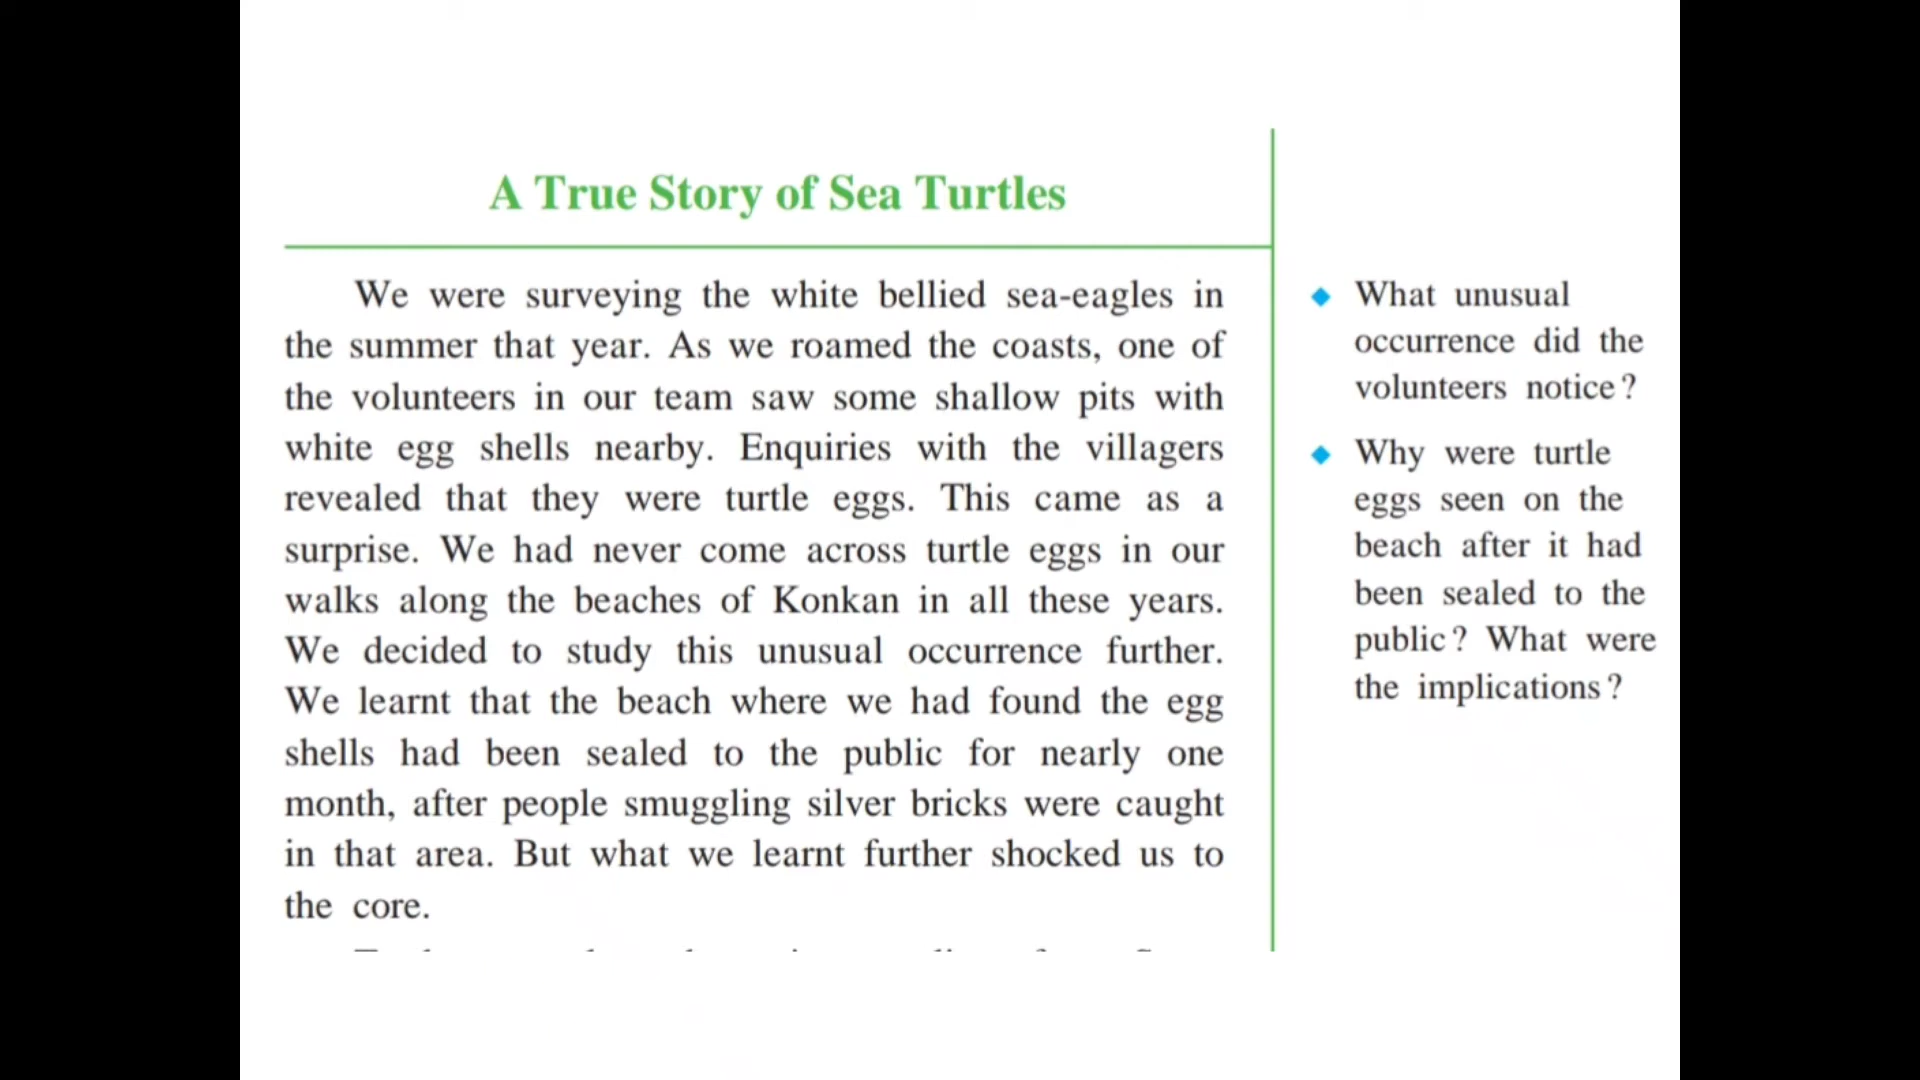 A True Story of Sea Turtles
We were surveying the white bellied sea-eagles in
the summer that year. As we roamed the coasts, one of
the volunteers in our team saw some shallow pits with
white egg shells nearby. Enquiries with the villagers
revealed that they were turtle eggs. This came as a
surprise. We had never come across turtle eggs in our
walks along the beaches of Konkan in all these years.
We decided to study this unusual occurrence further.
We learnt that the beach where we had found the egg
shells had been sealed to the public for nearly one
month, after people smuggling silver bricks were caught
in that area. But what we learnt further shocked us to
the core.
◆ What unusual
occurrence did the
volunteers notice?
◆ Why were turtle
eggs seen on the
beach after it had
been sealed to the
public? What were
the implications?